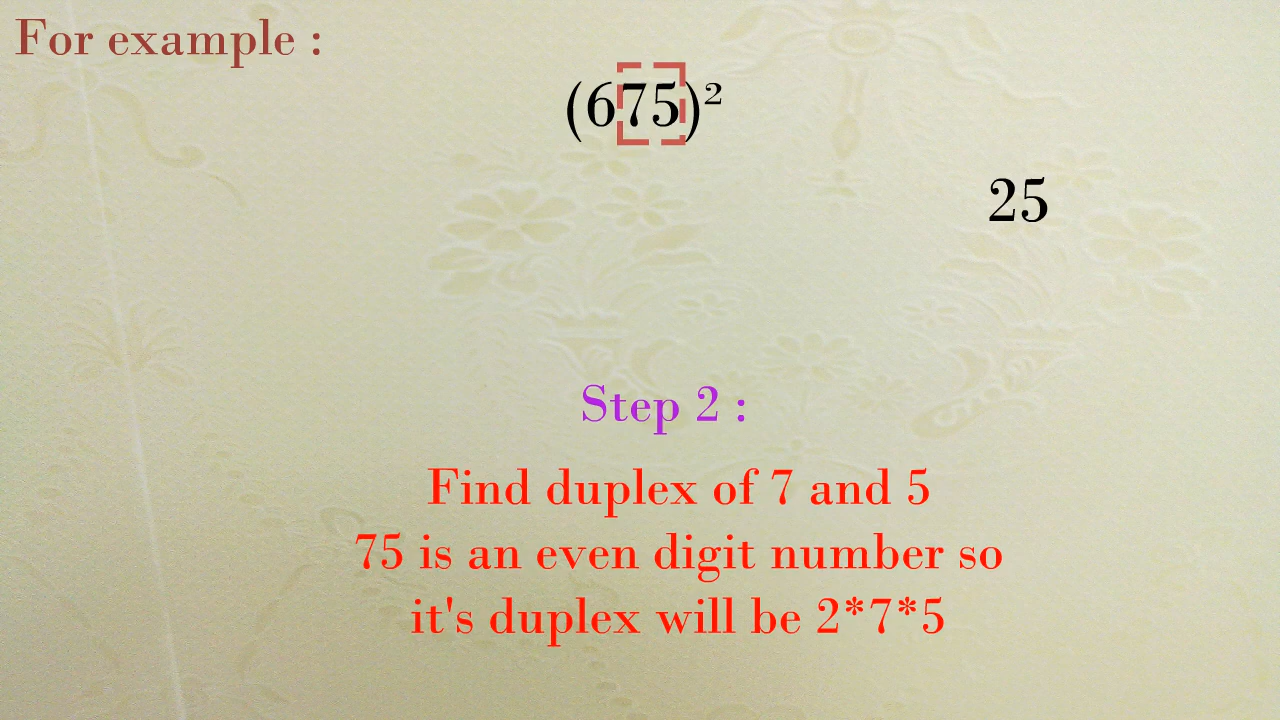 For example :
(675)²
25
Step 2 :
Find duplex of 7 and 5
75 is an even digit number so
it's duplex will be 2*7*5